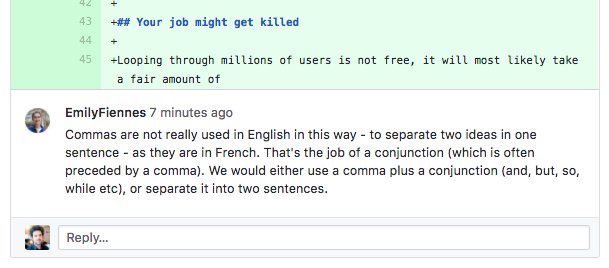 42 +
43 +## Your job might get killed
44 +
45 +Looping through millions of users is not free, it will most likely take
a fair amount of
EmilyFiennes 7 minutes ago
Commas are not really used in English in this way - to separate two ideas in one
sentence - as they are in French. That's the job of a conjunction (which is often
preceded by a comma). We would either use a comma plus a conjunction (and, but, so,
while etc), or separate it into two sentences.
Reply...